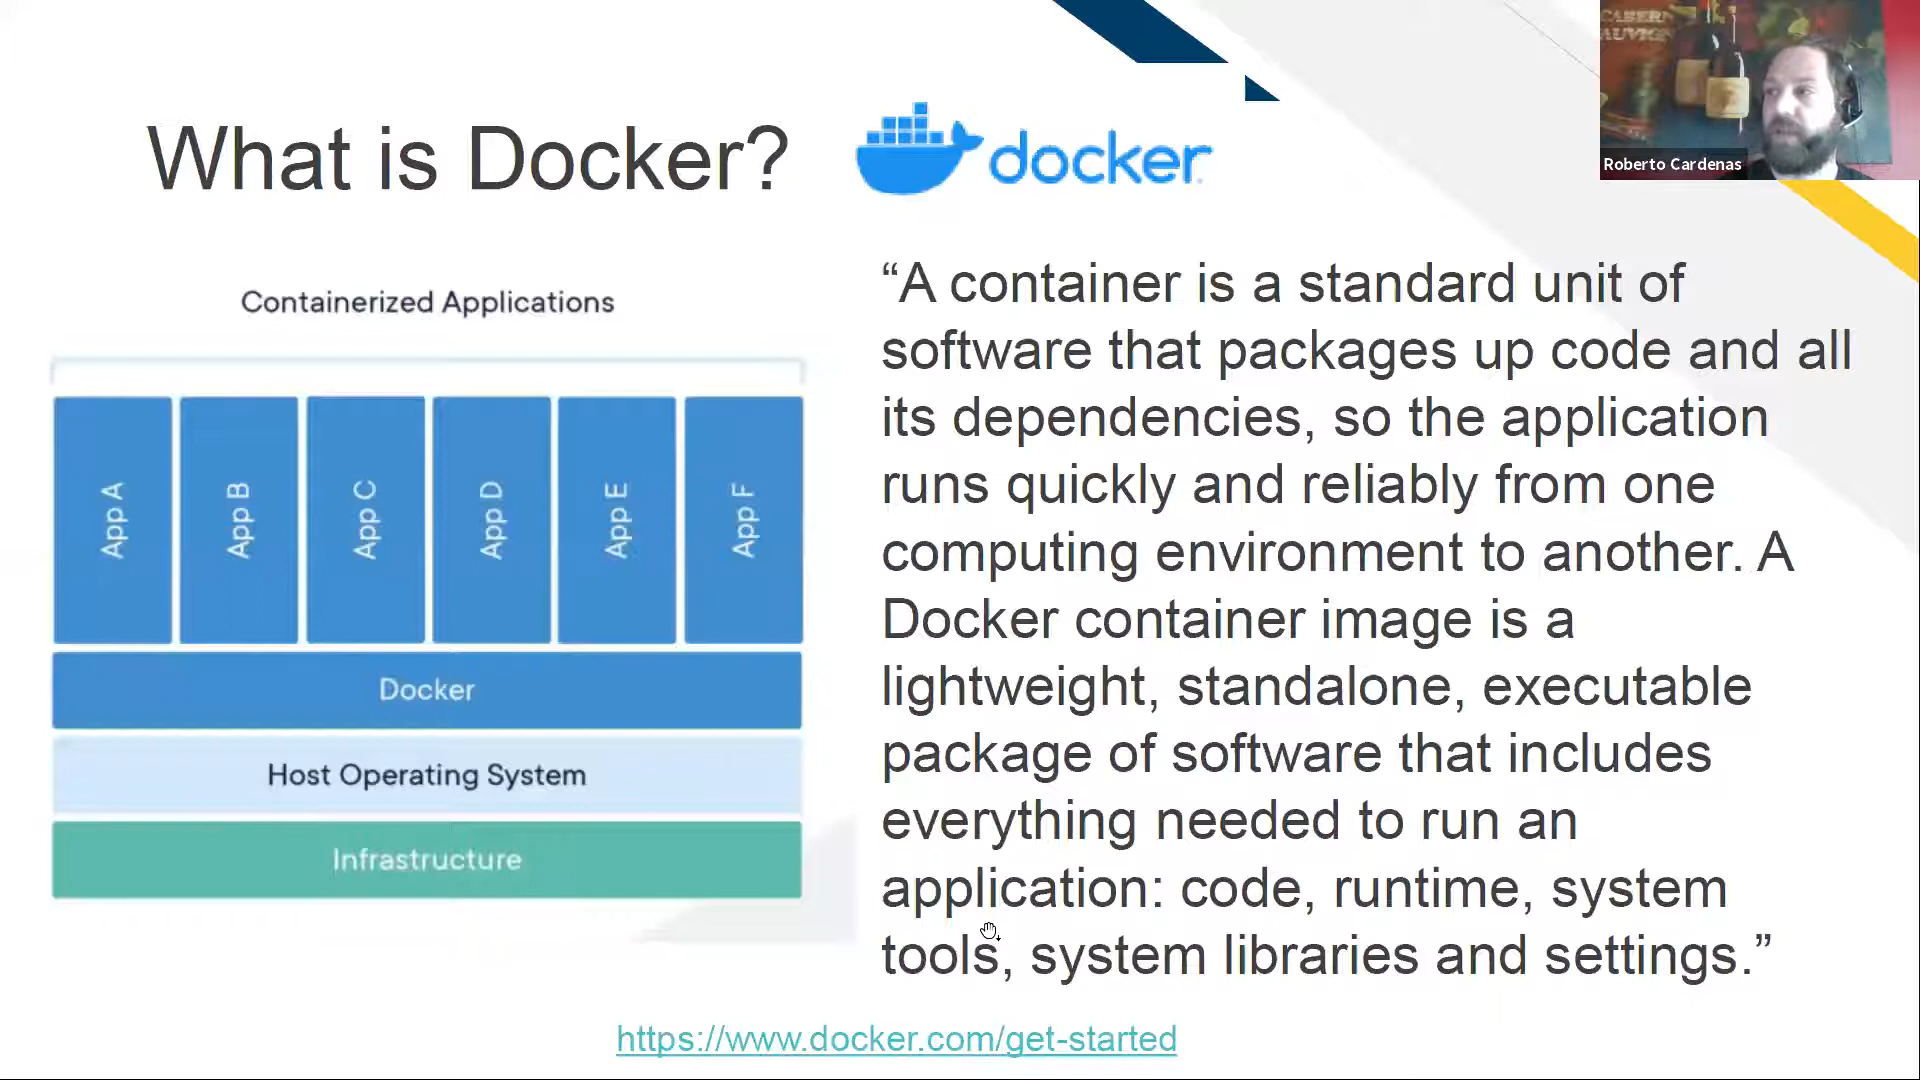 What is Docker?
docker
CABERN
AUVIGN
Roberto Cardenas
Containerized Applications
App A
App B
App C
App D
App E
App F
Docker
Host Operating System
Infrastructure
“A container is a standard unit of
software that packages up code and all
its dependencies, so the application
runs quickly and reliably from one
computing environment to another. A
Docker container image is a
lightweight, standalone, executable
package of software that includes
everything needed to run an
application: code, runtime, system
tools, system libraries and settings.”
https://www.docker.com/get-started